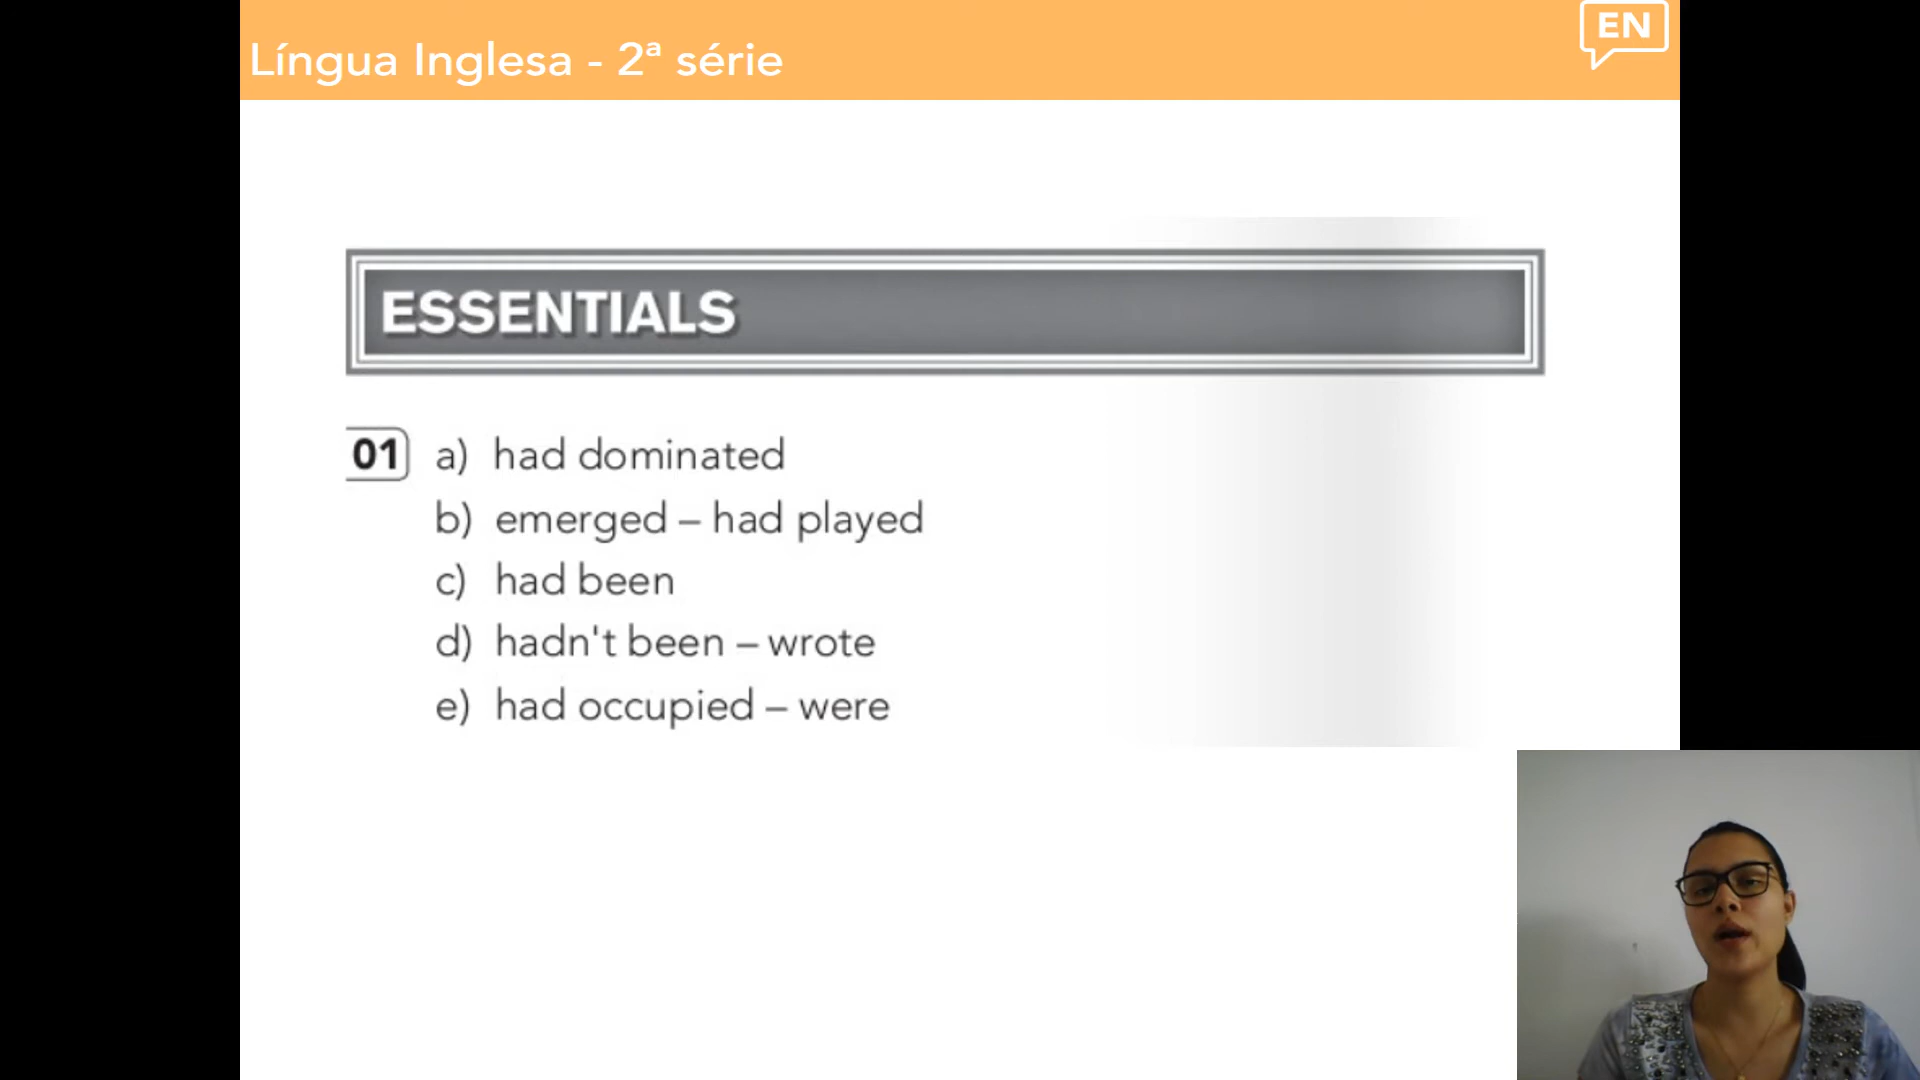 EN
Língua Inglesa - 2ª série
ESSENTIALS
01 a) had dominated
b) emerged – had played
c) had been
d) hadn't been – wrote
e) had occupied – were